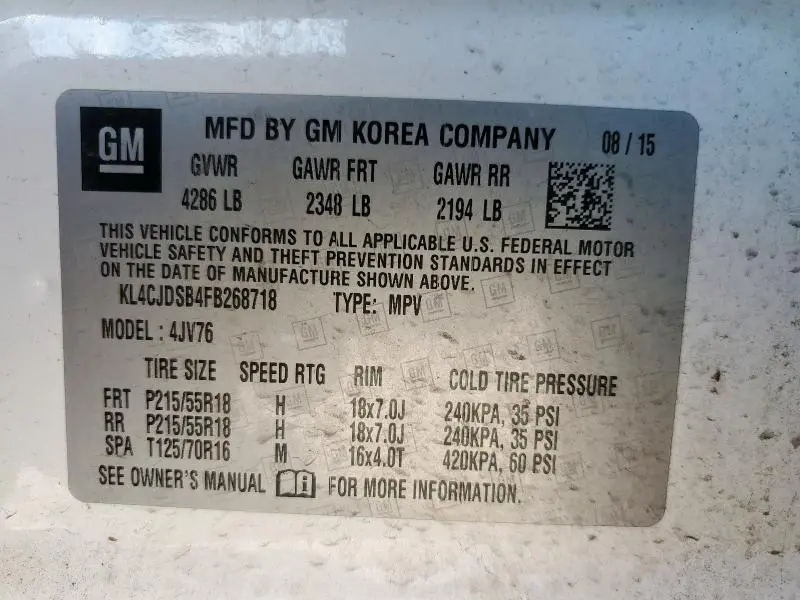 GM
MFD BY GM KOREA COMPANY 08 / 15
GVWR GAWR FRT GAWR RR
4286 LB 2348 LB 2194 LB
THIS VEHICLE CONFORMS TO ALL APPLICABLE U.S. FEDERAL MOTOR
VEHICLE SAFETY AND THEFT PREVENTION STANDARDS IN EFFECT
ON THE DATE OF MANUFACTURE SHOWN ABOVE.
KL4CJDSB4FB268718 TYPE: MPV
MODEL : 4JV76
TIRE SIZE SPEED RTG RIM COLD TIRE PRESSURE
FRT P215/55R18 H 18x7.0J 240KPA, 35 PSI
RR P215/55R18 H 18x7.0J 240KPA, 35 PSI
SPA T125/70R16 M 16x4.0T 420KPA, 60 PSI
SEE OWNER'S MANUAL FOR MORE INFORMATION.